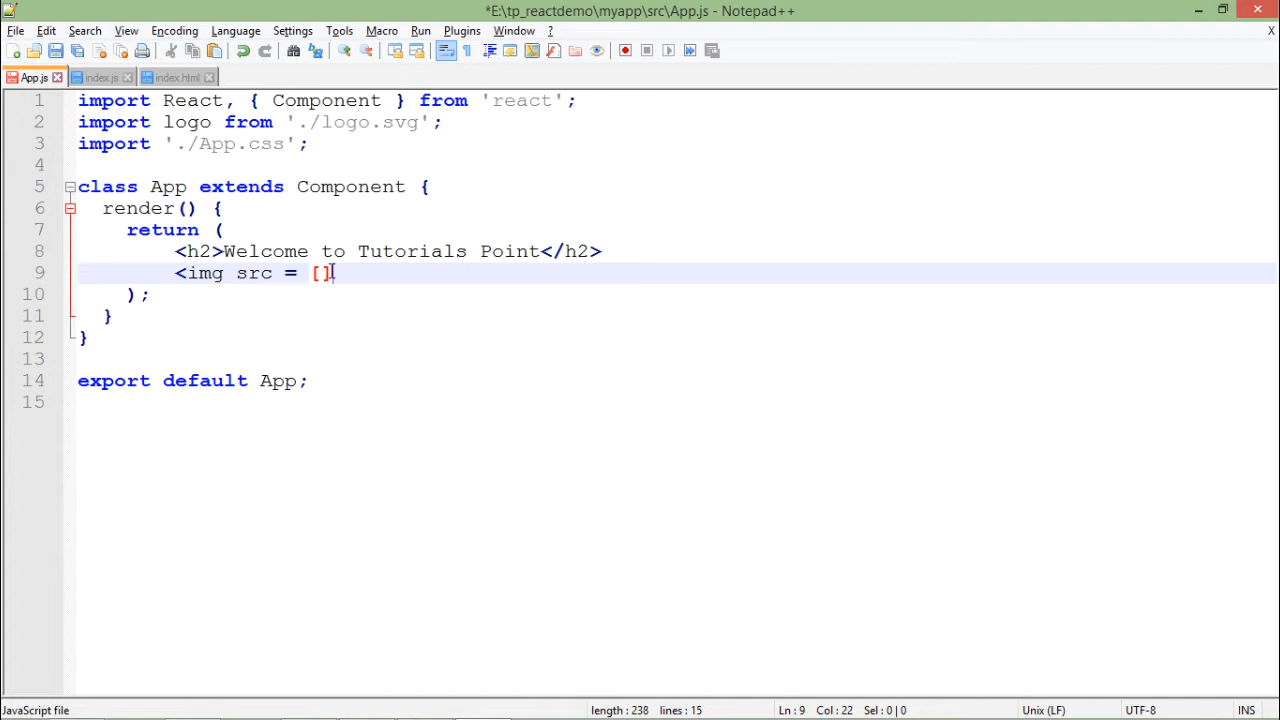 *E:\tp_reactdemo\myapp\src\App.js - Notepad++
File Edit Search View Encoding Language Settings Tools Macro Run Plugins Window ? X
App.js index.js index.html
1 import React, { Component } from 'react';
2 import logo from './logo.svg';
3 import './App.css';
4
5 class App extends Component {
6 render() {
7 return (
8 <h2>Welcome to Tutorials Point</h2>
9 <img src = []
10 );
11 }
12 }
13
14 export default App;
15
JavaScript file length : 238 lines : 15 Ln : 9 Col : 22 Sel : 0 | 0 Unix (LF) UTF-8 INS